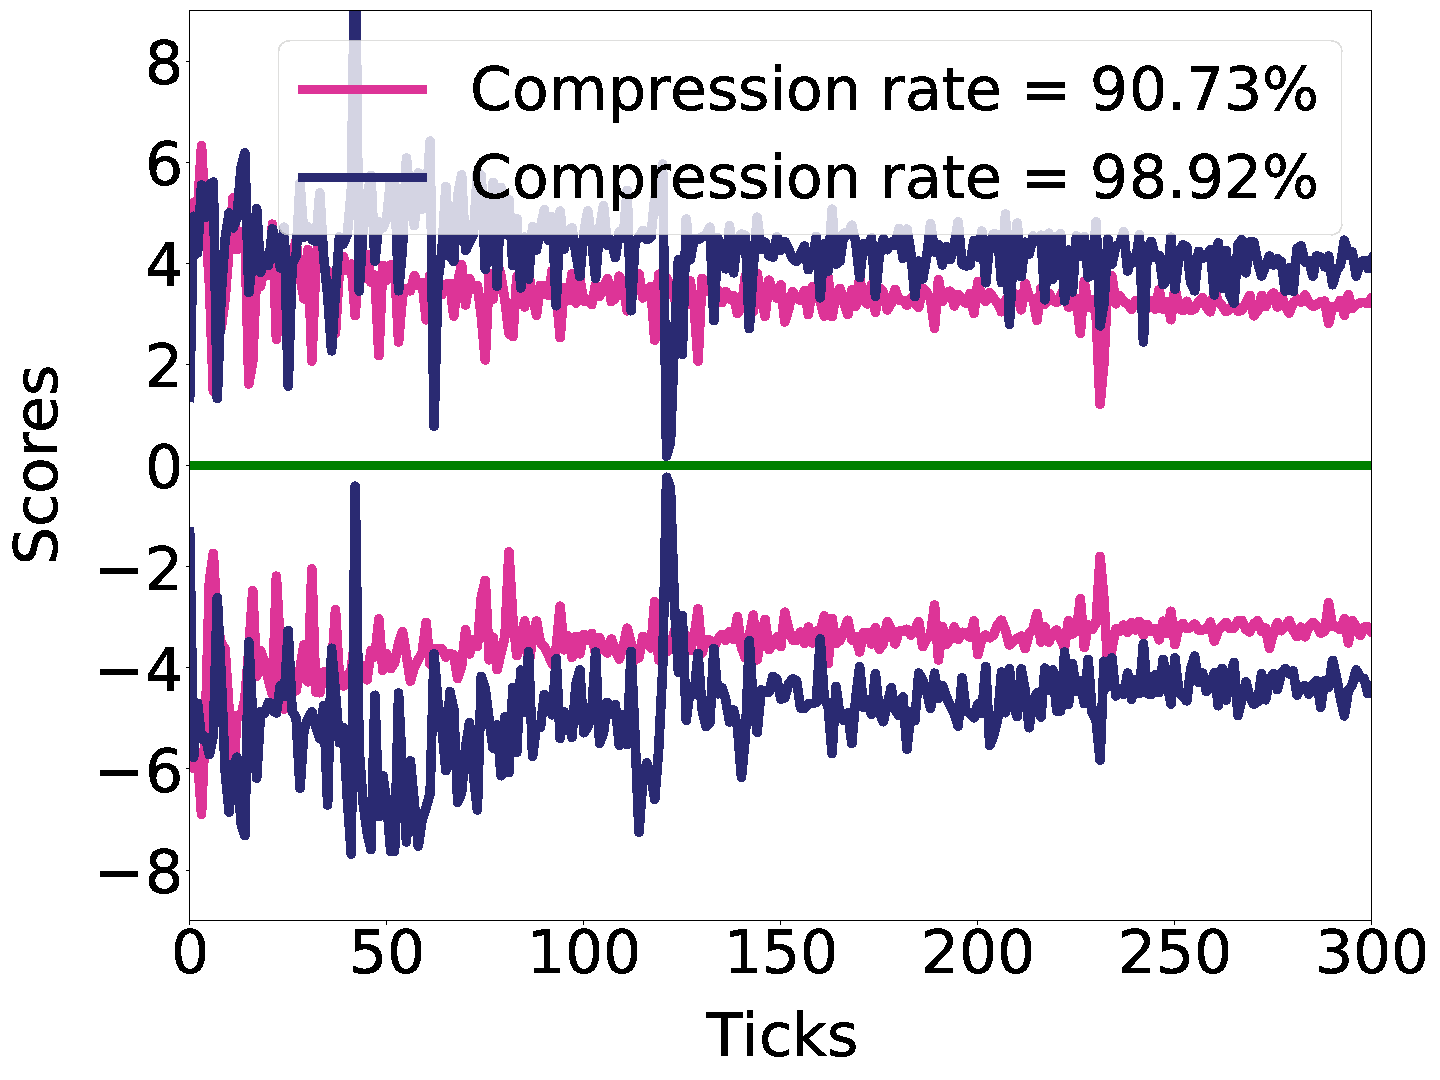 Compression rate = 90.73%
Compression rate = 98.92%
8
6
4
2
0
−2
−4
−6
−8
Scores
0 50 100 150 200 250 300
Ticks